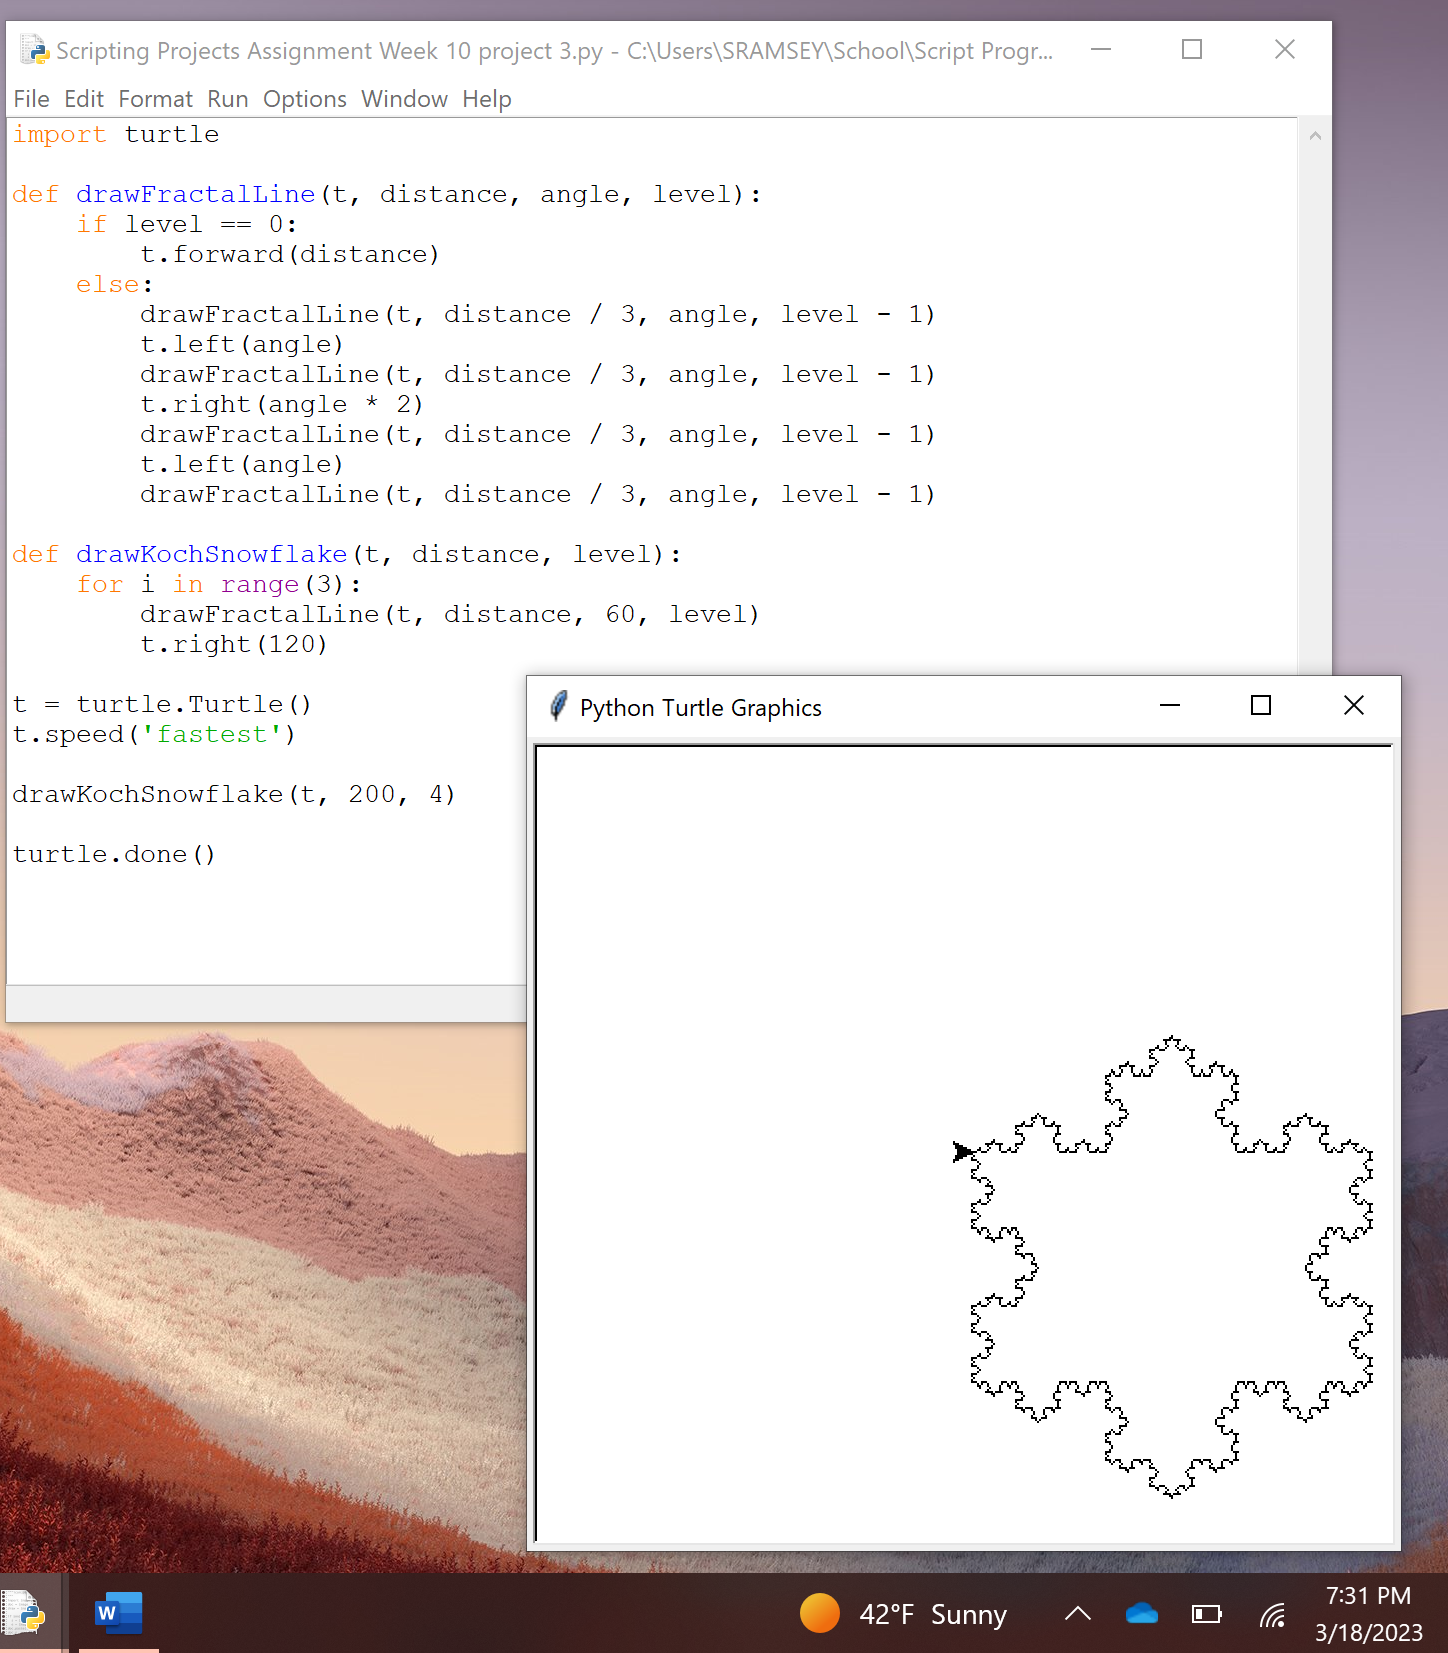 Scripting Projects Assignment Week 10 project 3.py - C:\Users\SRAMSEY\School\Script Progr...
File Edit Format Run Options Window Help
import turtle
def drawFractalLine(t, distance, angle, level):
    if level == 0:
        t.forward(distance)
    else:
        drawFractalLine(t, distance / 3, angle, level - 1)
        t.left(angle)
        drawFractalLine(t, distance / 3, angle, level - 1)
        t.right(angle * 2)
        drawFractalLine(t, distance / 3, angle, level - 1)
        t.left(angle)
        drawFractalLine(t, distance / 3, angle, level - 1)
def drawKochSnowflake(t, distance, level):
    for i in range(3):
        drawFractalLine(t, distance, 60, level)
        t.right(120)
t = turtle.Turtle()
t.speed('fastest')
drawKochSnowflake(t, 200, 4)
turtle.done()
Python Turtle Graphics
W
42°F Sunny
7:31 PM
3/18/2023